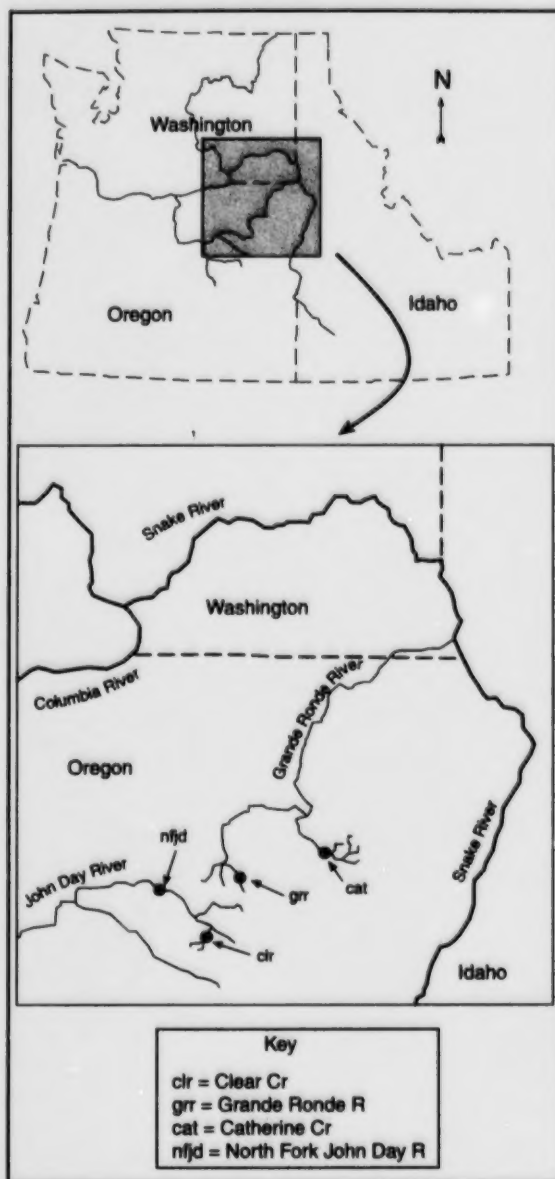 N
Washington
Oregon
Idaho
Snake River
Washington
Columbia River
Grande Ronde River
Oregon
Snake River
nfjd
John Day River
grr
cat
clr
Idaho
Key
clr = Clear Cr
grr = Grande Ronde R
cat = Catherine Cr
nfjd = North Fork John Day R